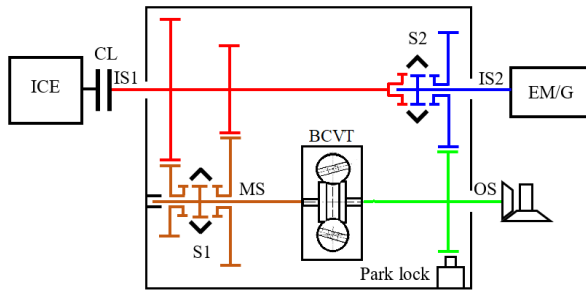 CL
S2
ICE
IS1
IS2
EM/G
BCVT
MS
OS
S1
Park lock